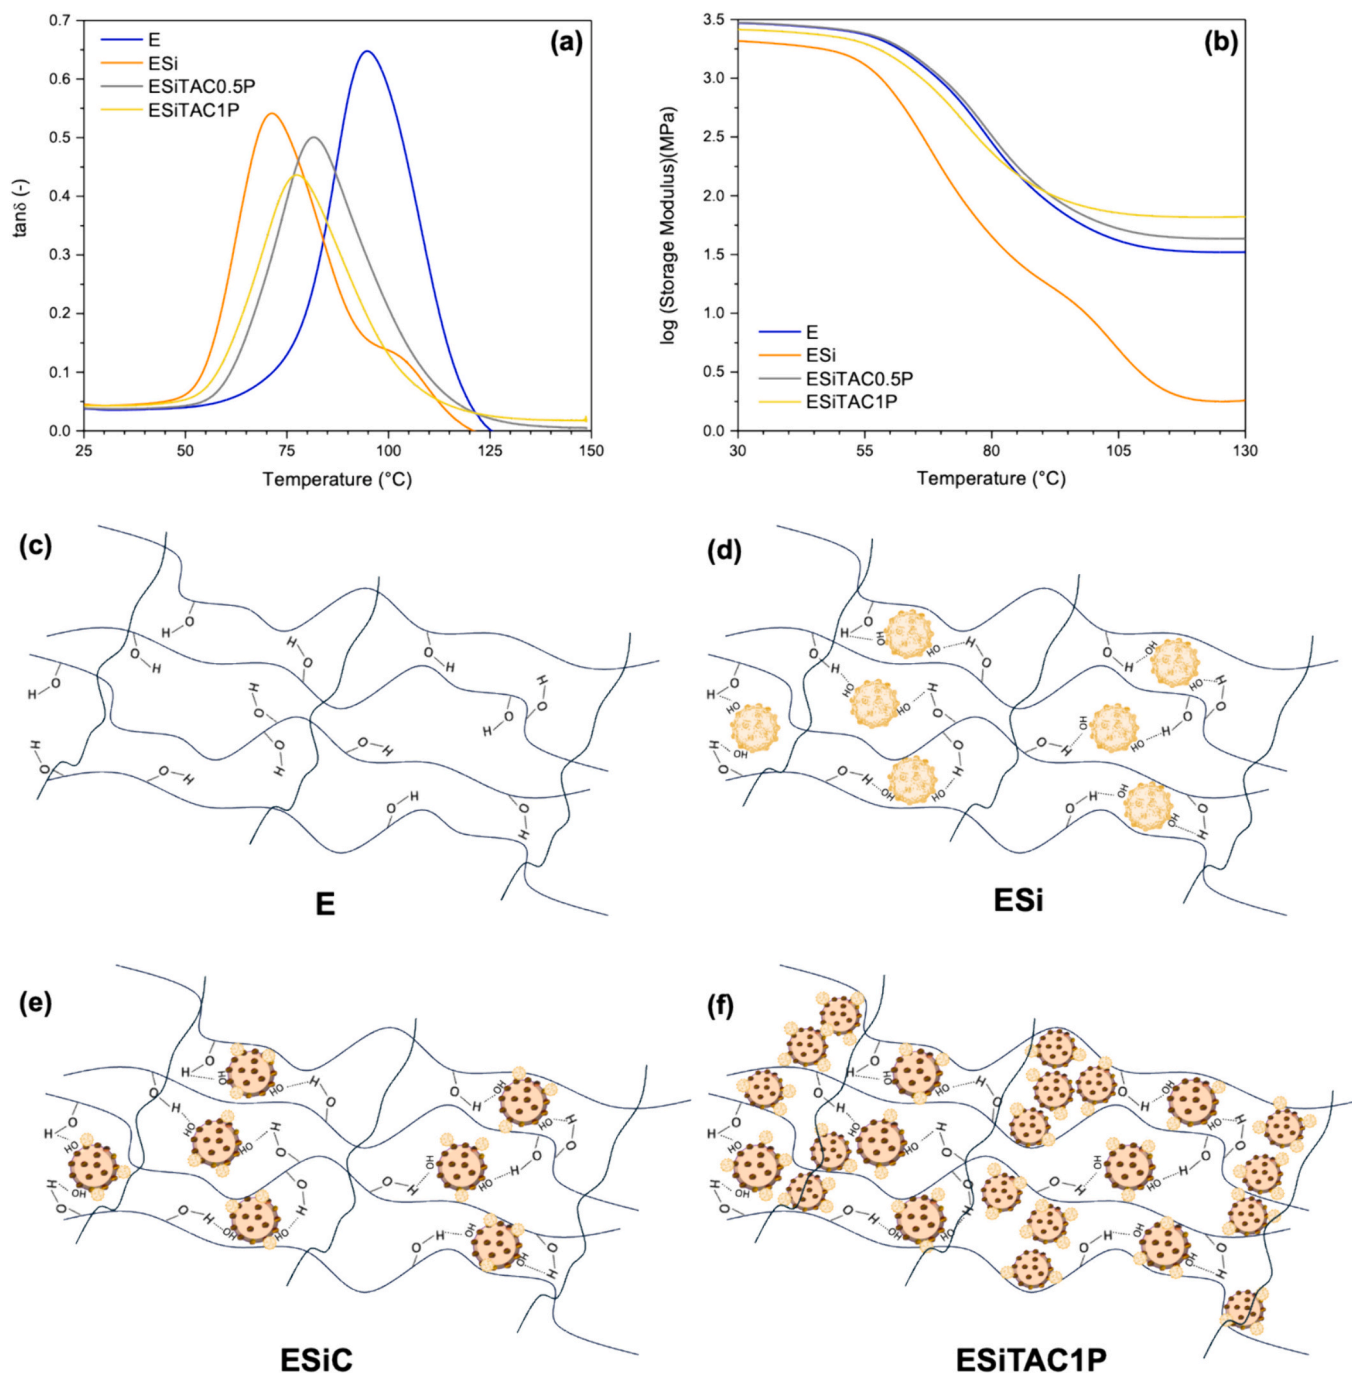 (a)
E
ESi
ESiTAC0.5P
ESiTAC1P
0.7
0.6
0.5
0.4
0.3
0.2
0.1
0.0
tanδ (-)
25 50 75 100 125 150
Temperature (°C)
(b)
3.5
3.0
2.5
2.0
1.5
1.0
0.5
0.0
log (Storage Modulus)(MPa)
E
ESi
ESiTAC0.5P
ESiTAC1P
30 55 80 105 130
Temperature (°C)
(c)
E
(d)
ESi
(e)
ESiC
(f)
ESiTAC1P